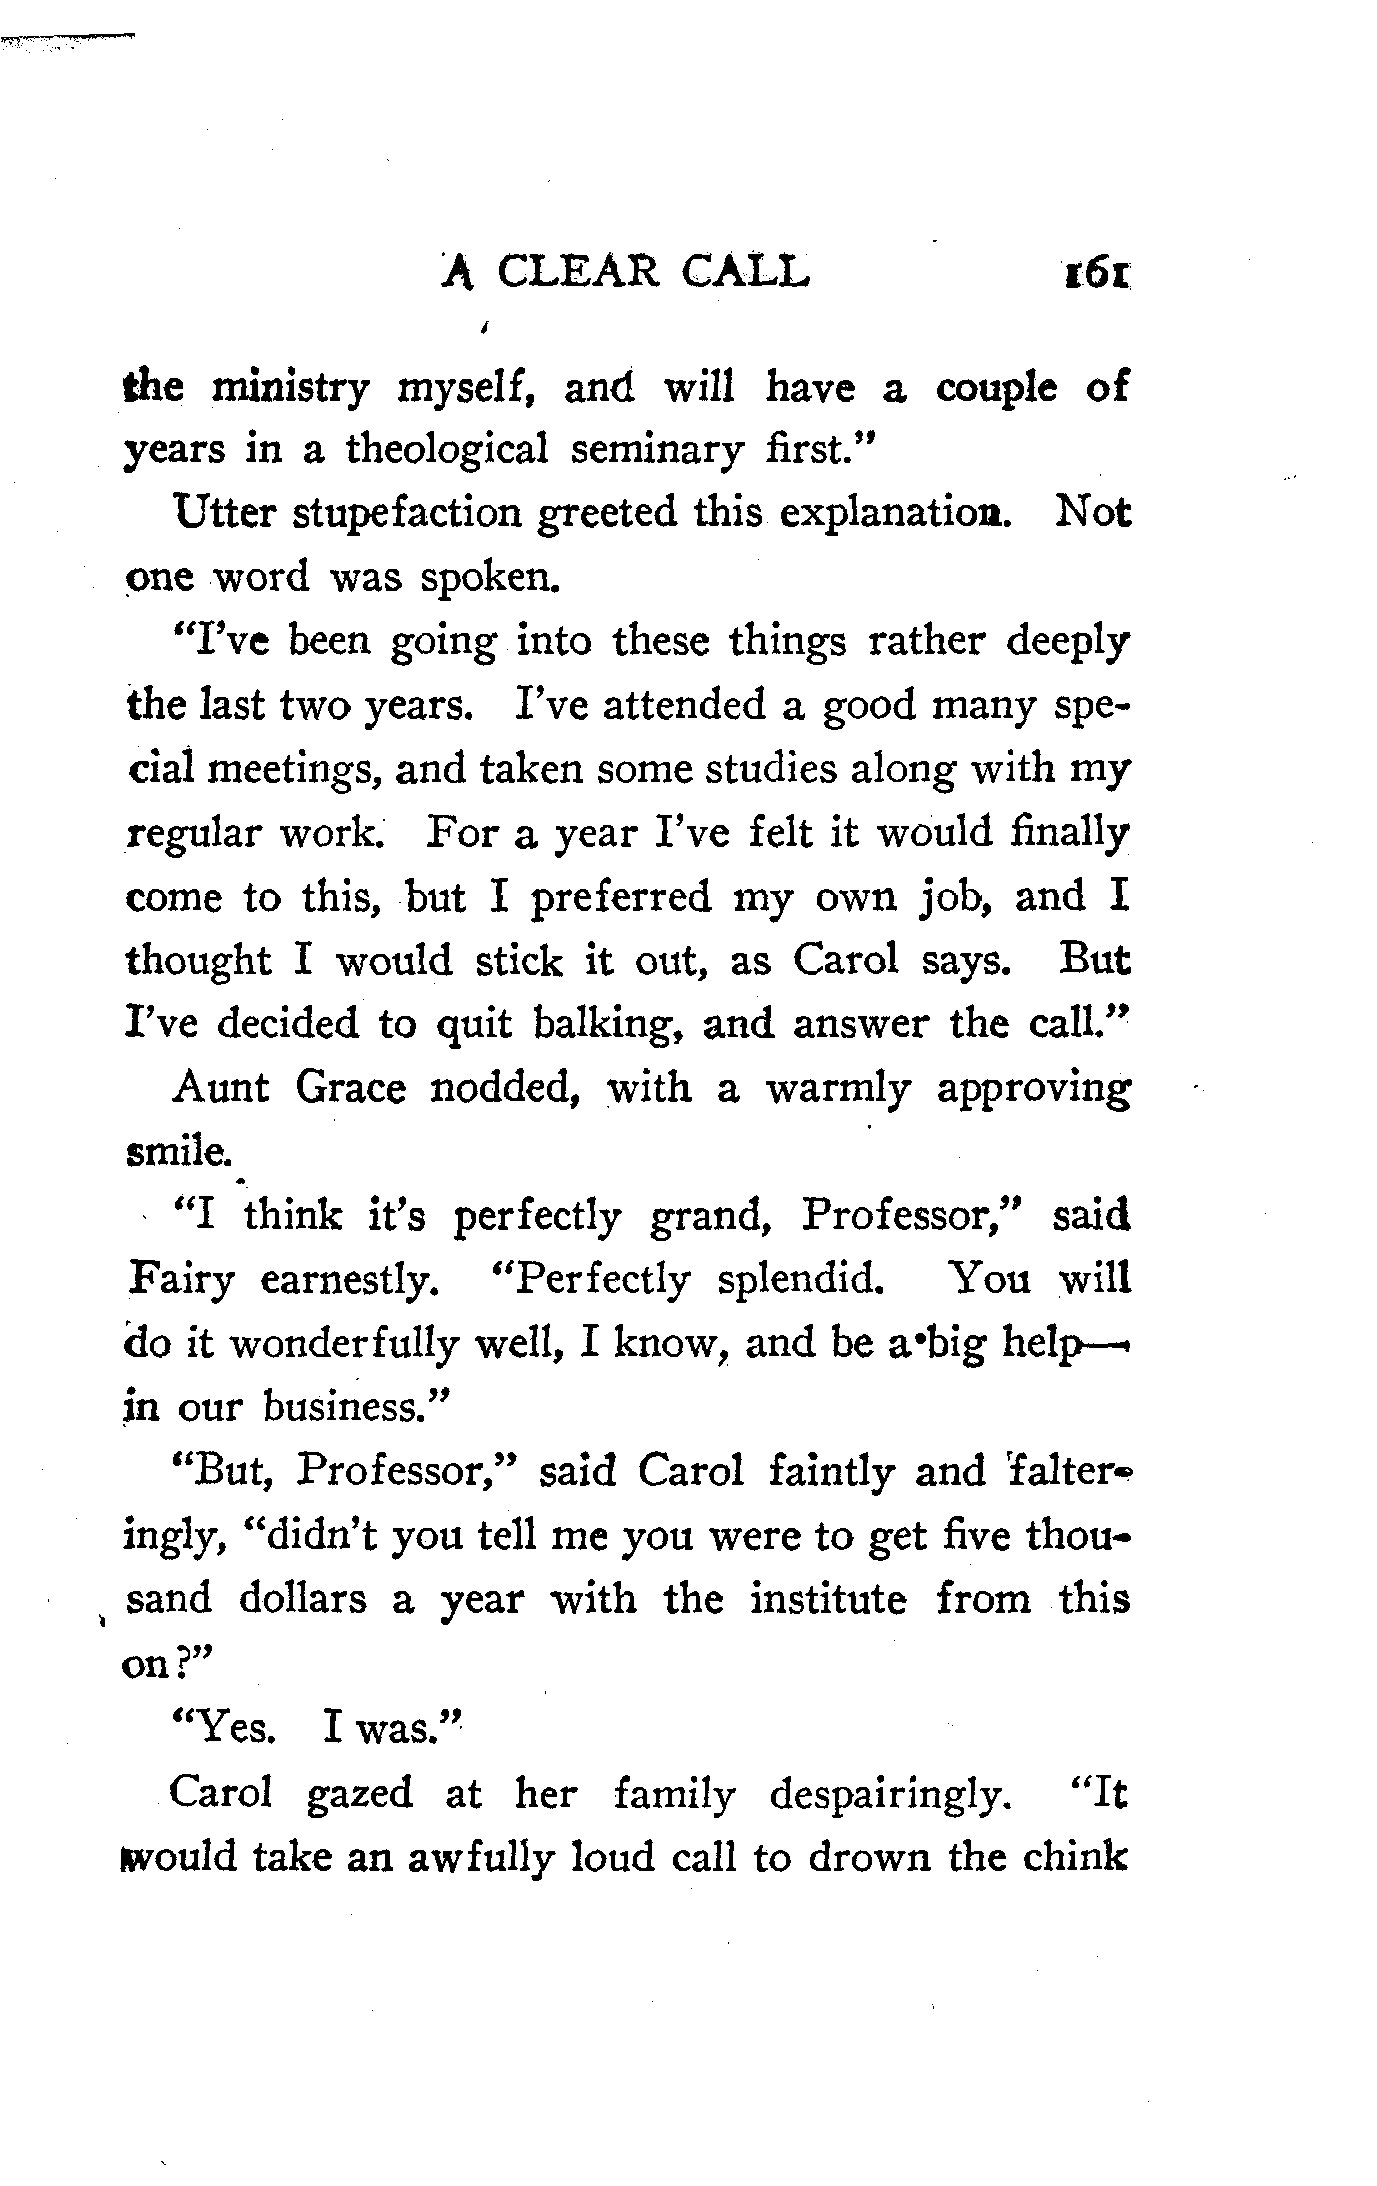 A CLEAR CALL 161
the ministry myself, and will have a couple of
years in a theological seminary first."
Utter stupefaction greeted this explanation. Not
one word was spoken.
"I've been going into these things rather deeply
the last two years. I've attended a good many spe-
cial meetings, and taken some studies along with my
regular work. For a year I've felt it would finally
come to this, but I preferred my own job, and I
thought I would stick it out, as Carol says. But
I've decided to quit balking, and answer the call."
Aunt Grace nodded, with a warmly approving
smile.
"I think it's perfectly grand, Professor," said
Fairy earnestly. "Perfectly splendid. You will
do it wonderfully well, I know, and be a big help—
in our business."
"But, Professor," said Carol faintly and falter-
ingly, "didn't you tell me you were to get five thou-
sand dollars a year with the institute from this
on?"
"Yes. I was."
Carol gazed at her family despairingly. "It
would take an awfully loud call to drown the chink